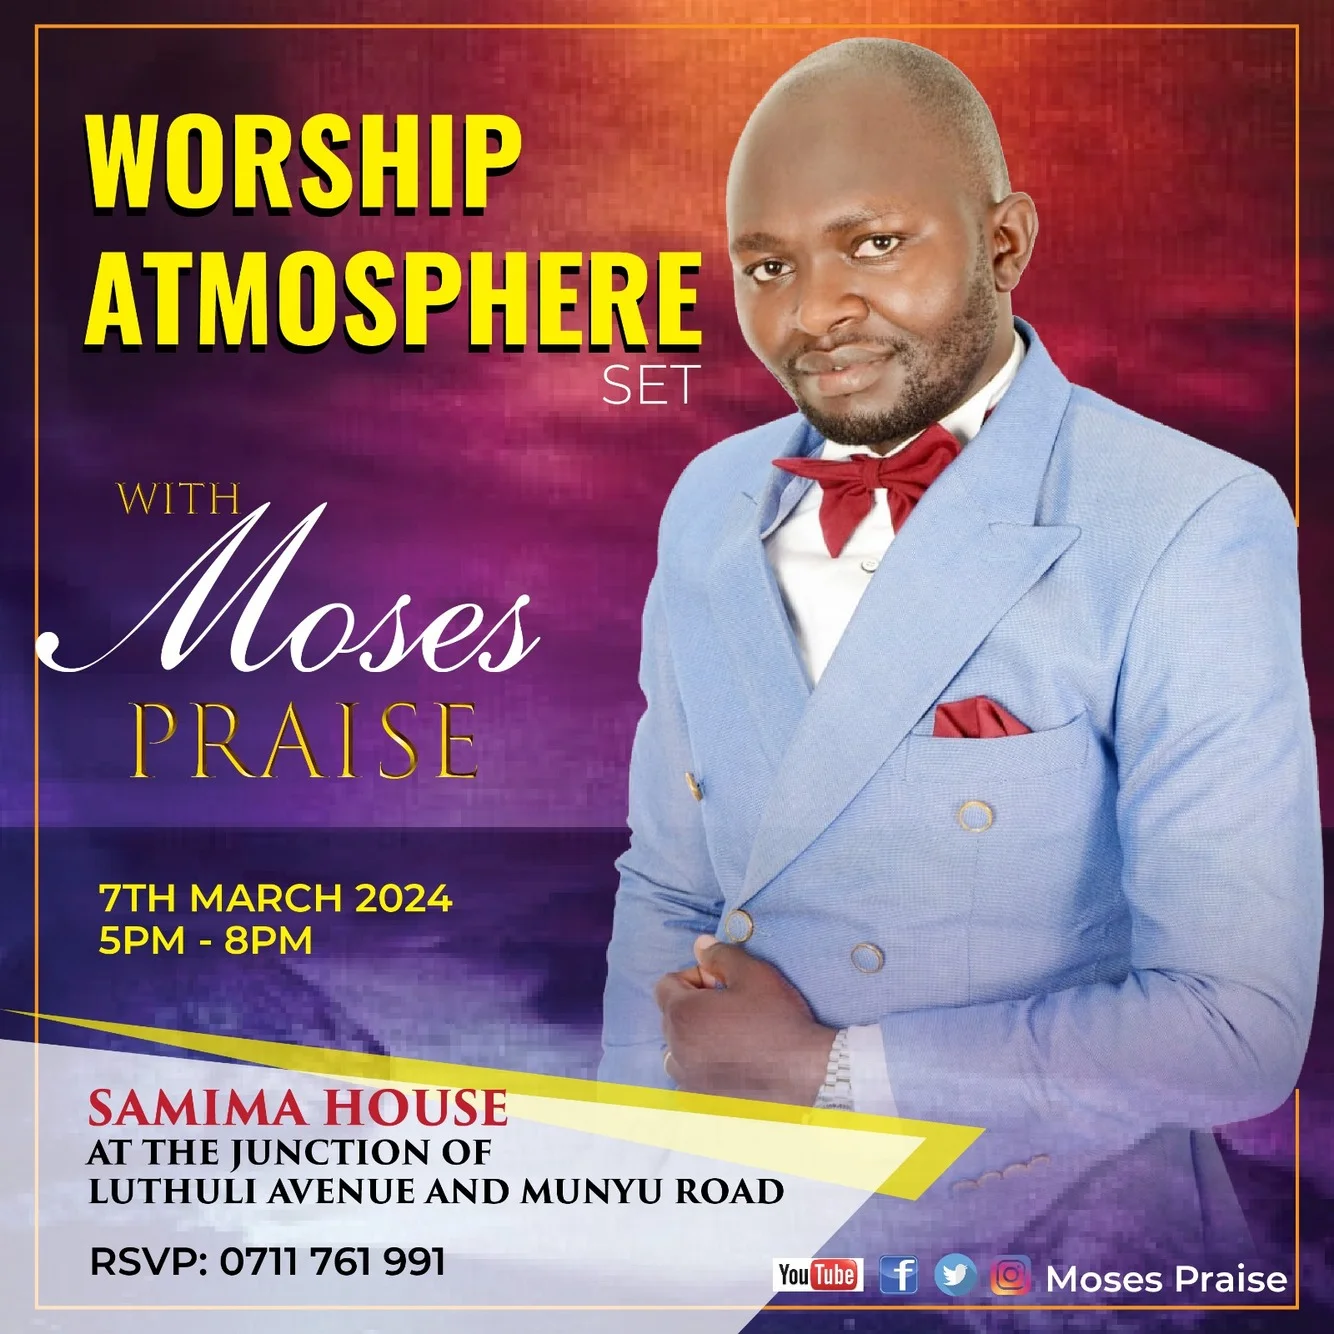 WORSHIP
ATMOSPHERE
SET
WITH
Moses
PRAISE
7TH MARCH 2024
5PM - 8PM
SAMIMA HOUSE
AT THE JUNCTION OF
LUTHULI AVENUE AND MUNYU ROAD
RSVP: 0711 761 991
YouTube f Moses Praise